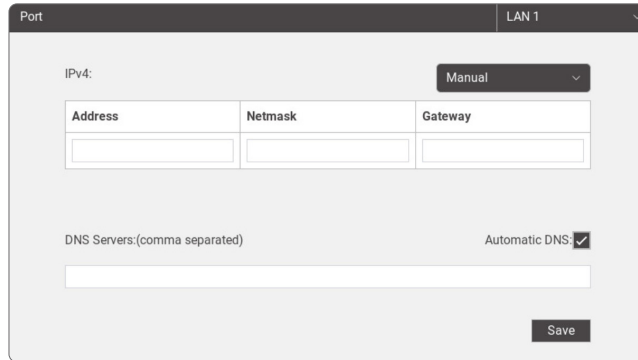 Port LAN 1
IPv4: Manual
Address Netmask Gateway
DNS Servers:(comma separated) Automatic DNS:
Save